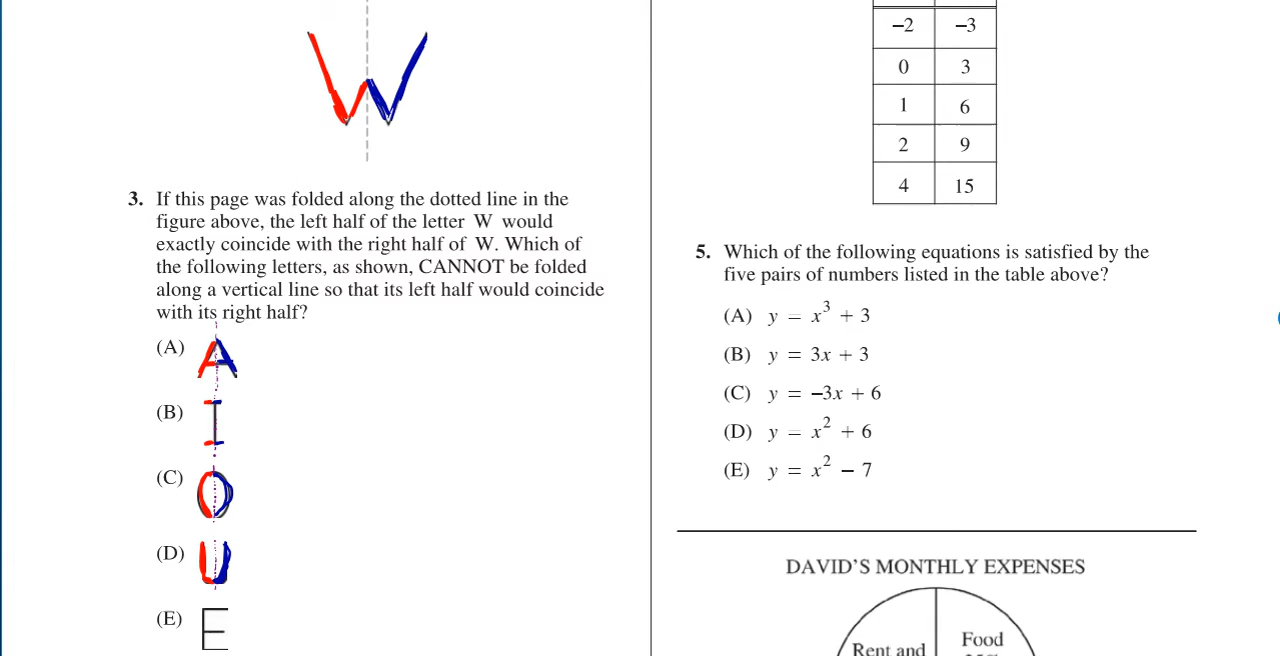 W
3. If this page was folded along the dotted line in the
figure above, the left half of the letter W would
exactly coincide with the right half of W. Which of
the following letters, as shown, CANNOT be folded
along a vertical line so that its left half would coincide
with its right half?
(A) A
(B) I
(C) O
(D) U
(E) E
−2 −3
0 3
1 6
2 9
4 15
5. Which of the following equations is satisfied by the
five pairs of numbers listed in the table above?
(A) y = x³ + 3
(B) y = 3x + 3
(C) y = −3x + 6
(D) y = x² + 6
(E) y = x² − 7
DAVID'S MONTHLY EXPENSES
Rent and
Food